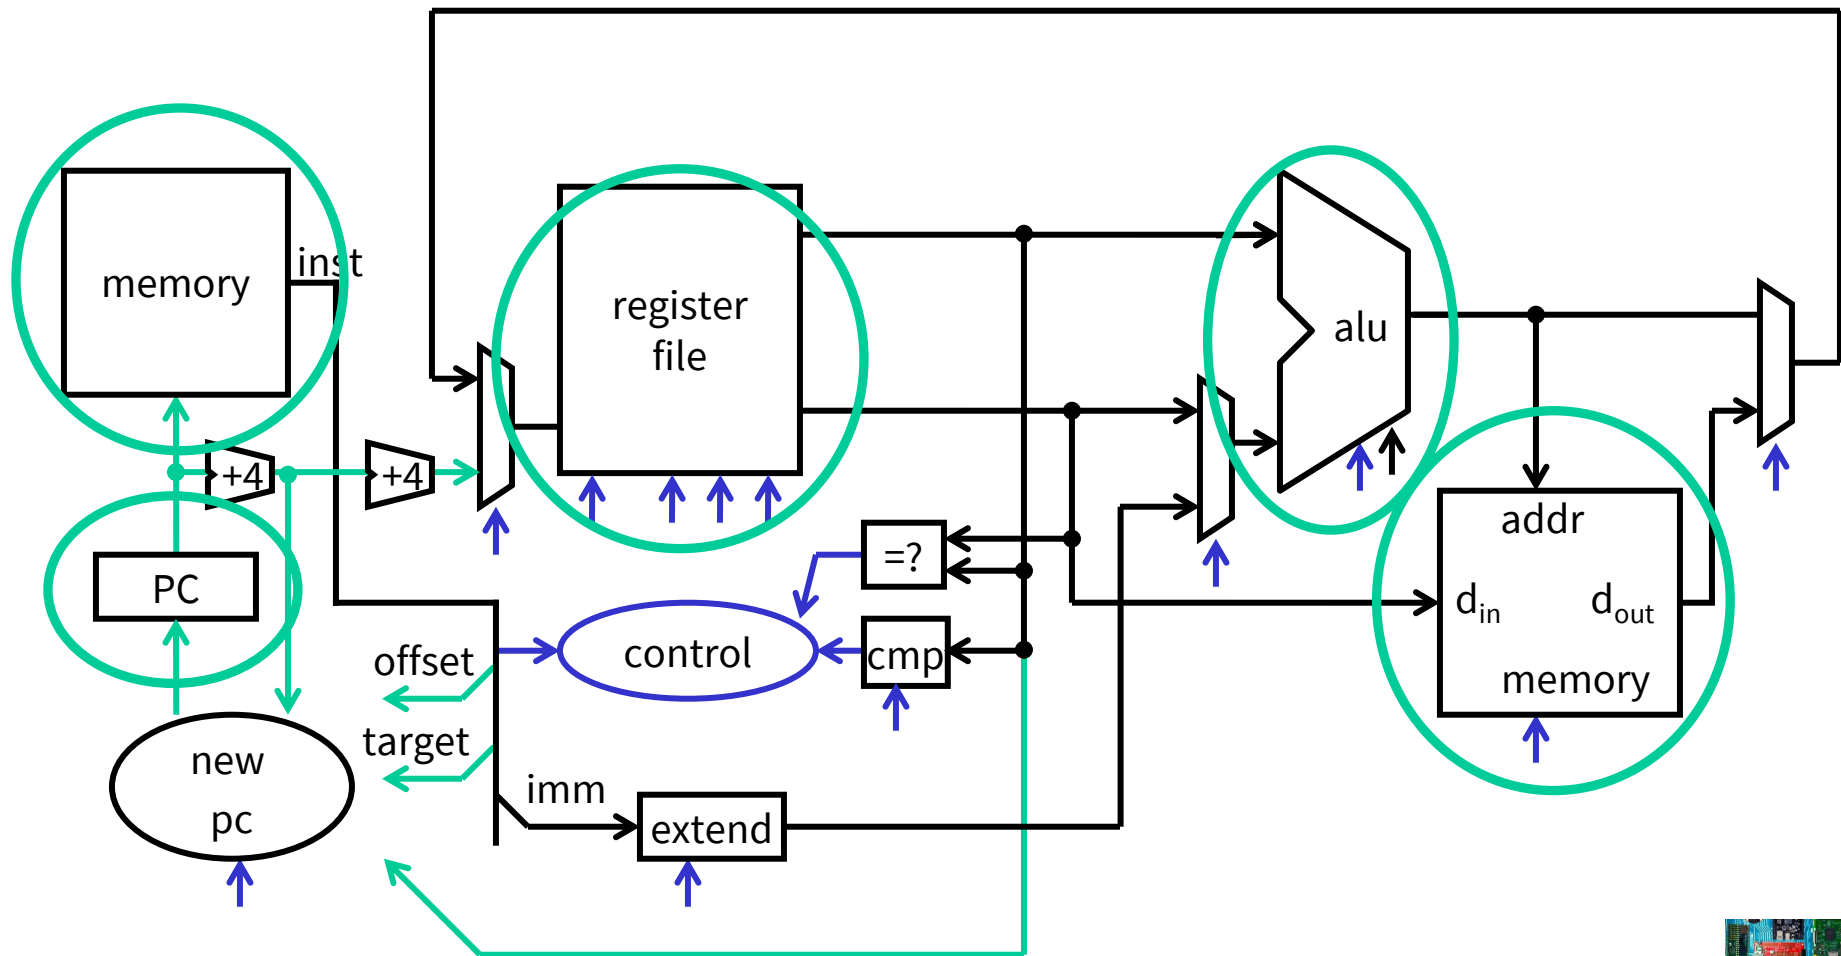 memory
inst
register
file
alu
+4
+4
PC
=?
addr
d_in
d_out
memory
control
cmp
offset
target
new
pc
imm
extend